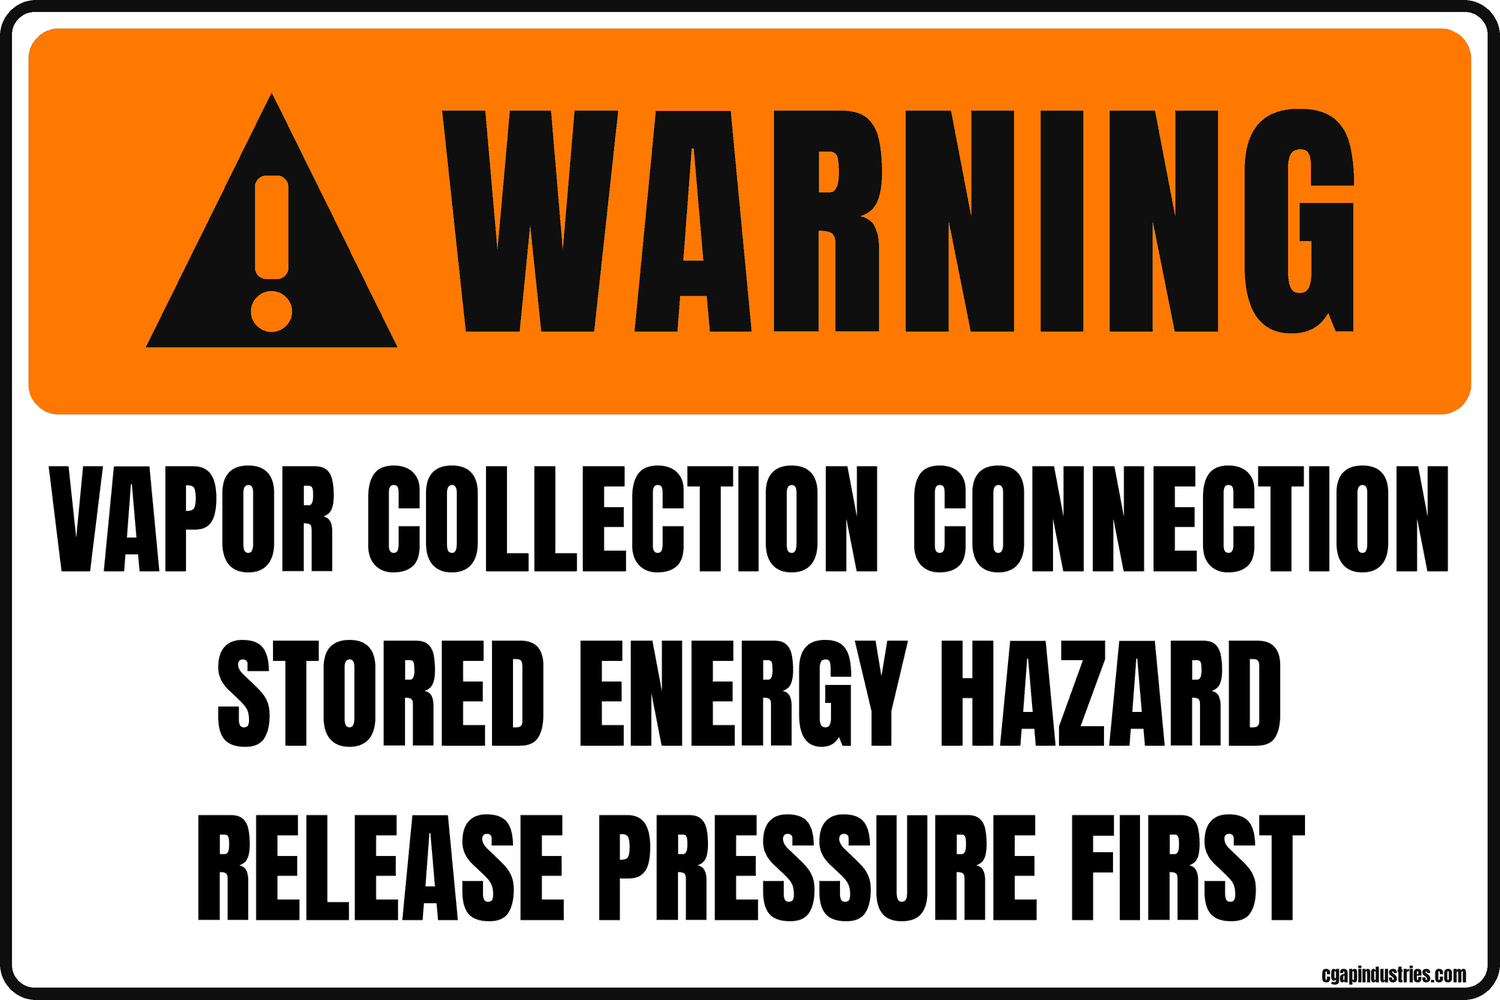 WARNING
VAPOR COLLECTION CONNECTION
STORED ENERGY HAZARD
RELEASE PRESSURE FIRST
cgapindustries.com